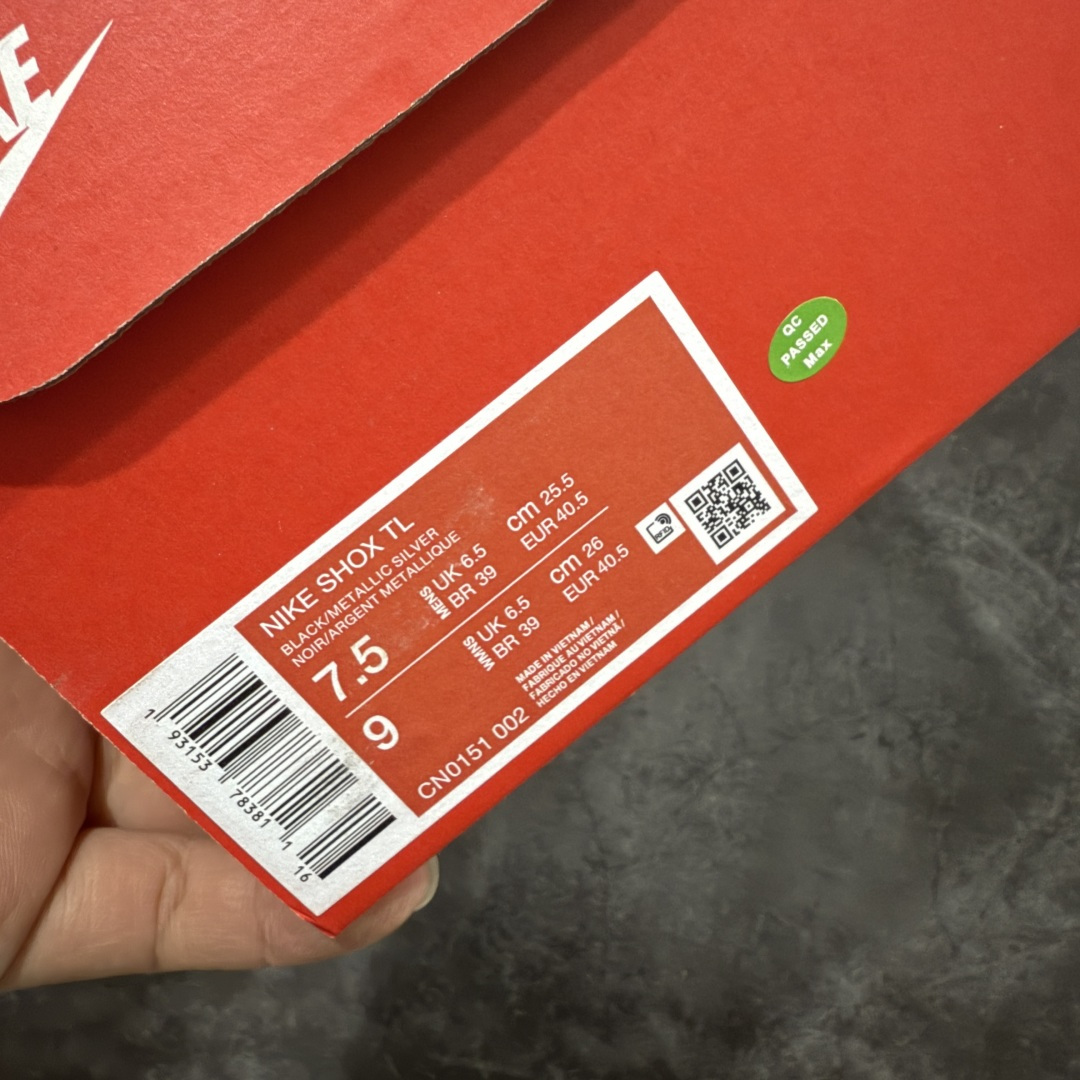 QC
PASSED
Max
NIKE SHOX TL
BLACK/METALLIC SILVER
NOIR/ARGENT METALLIQUE
7.5
MENS
UK 6.5
BR 39
cm 25.5
EUR 40.5
9
WMNS
UK 6.5
BR 39
cm 26
EUR 40.5
CN0151 002
MADE IN VIETNAM /
FABRIQUE AU VIETNAM /
FABRICADO NO VIETNÃ /
HECHO EN VIETNAM
1 93153 78381 1 16